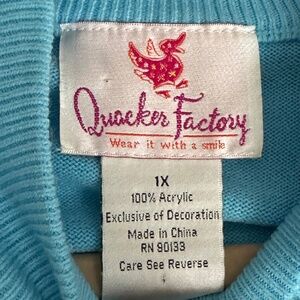 Quacker Factory
Wear it with a smile
1X
100% Acrylic
Exclusive of Decoration
Made in China
RN 90133
Care See Reverse